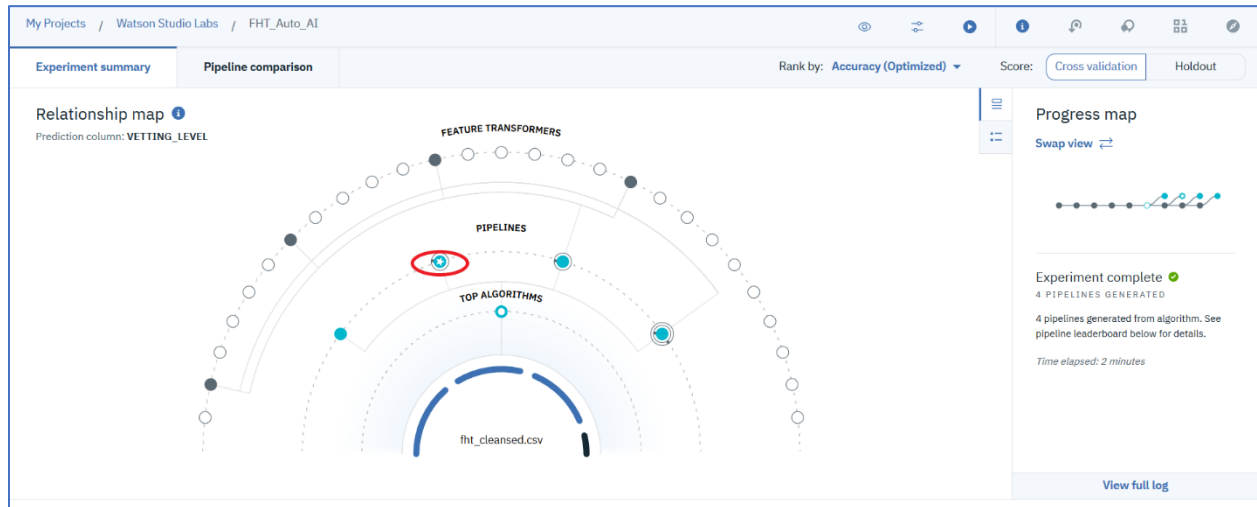 My Projects / Watson Studio Labs / FHT_Auto_AI
Experiment summary
Pipeline comparison
Rank by: Accuracy (Optimized)
Score: Cross validation Holdout
Relationship map
Prediction column: VETTING_LEVEL
FEATURE TRANSFORMERS
PIPELINES
TOP ALGORITHMS
fht_cleansed.csv
Progress map
Swap view
Experiment complete
4 PIPELINES GENERATED
4 pipelines generated from algorithm. See
pipeline leaderboard below for details.
Time elapsed: 2 minutes
View full log